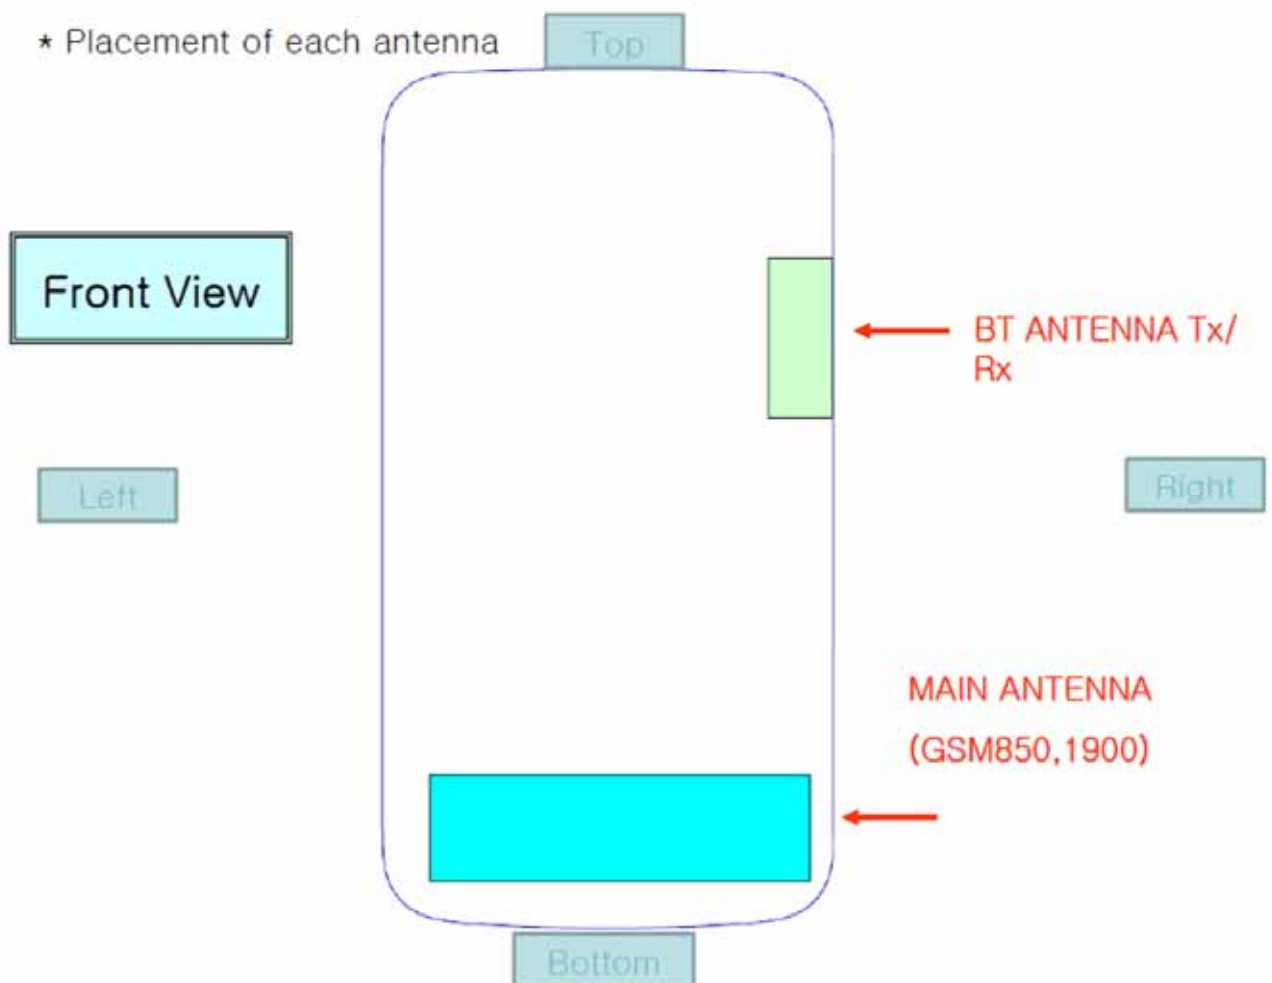 * Placement of each antenna
Top
Front View
BT ANTENNA Tx/
Rx
Left
Right
MAIN ANTENNA
(GSM850,1900)
Bottom